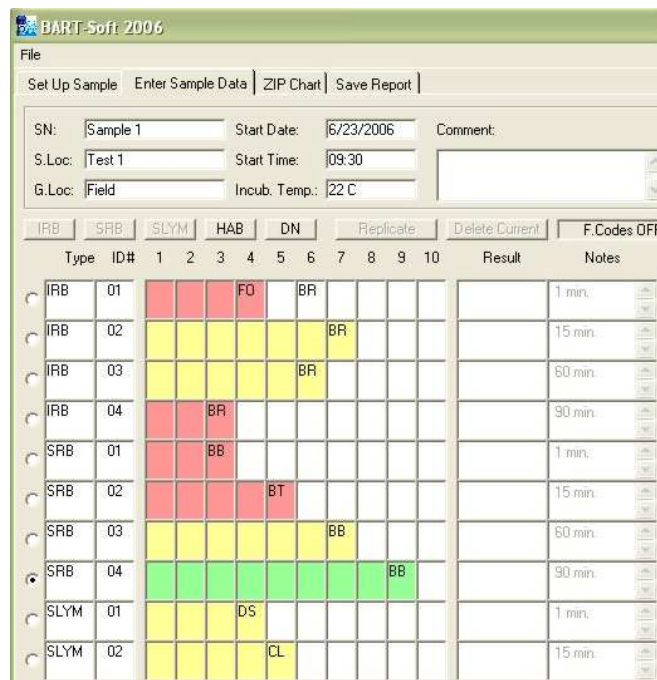 BART-Soft 2006
File
Set Up Sample Enter Sample Data ZIP Chart Save Report
SN: Sample 1 Start Date: 6/23/2006 Comment:
S.Loc: Test 1 Start Time: 09:30
G.Loc: Field Incub. Temp.: 22 C
IRB SRB SLYM HAB DN Replicate Delete Current F.Codes OFF
Type ID# 1 2 3 4 5 6 7 8 9 10 Result Notes
IRB 01 FO BR 1 min.
IRB 02 BR 15 min.
IRB 03 BR 60 min.
IRB 04 BR 90 min.
SRB 01 BB 1 min.
SRB 02 BT 15 min.
SRB 03 BB 60 min.
SRB 04 BB 90 min.
SLYM 01 DS 1 min.
SLYM 02 CL 15 min.